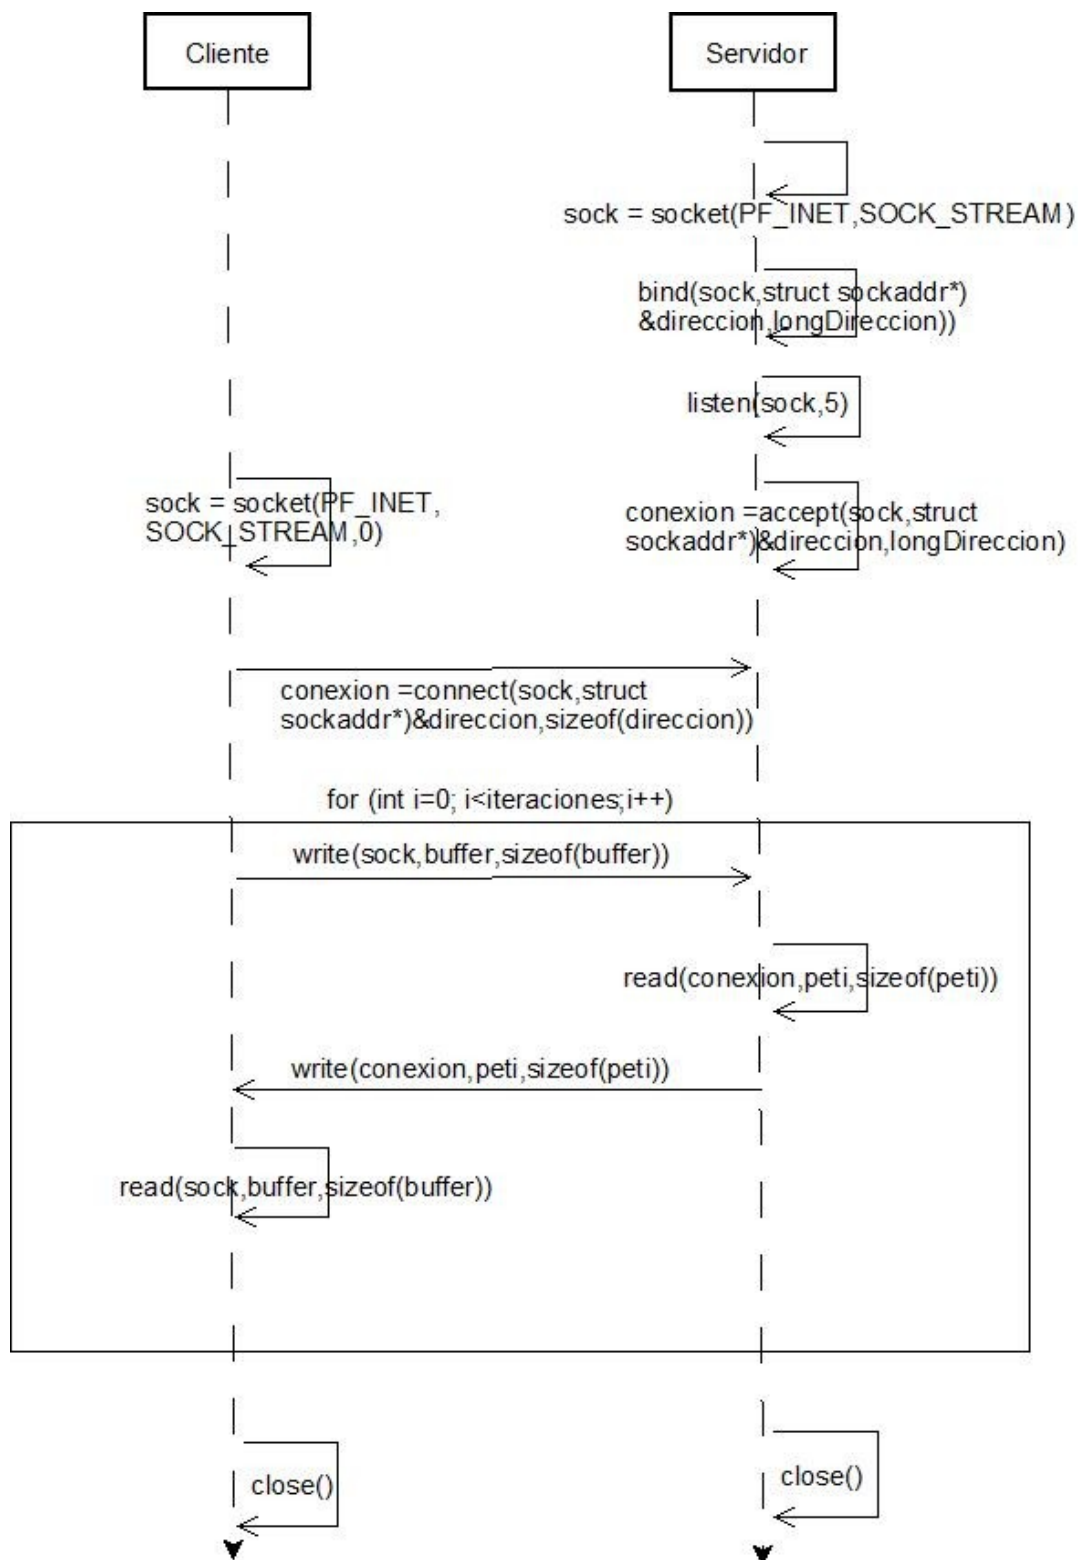 Cliente
Servidor
sock = socket(PF_INET,SOCK_STREAM)
bind(sock,struct sockaddr*)
&direccion,longDireccion))
listen(sock,5)
sock = socket(PF_INET,
SOCK_STREAM,0)
conexion =accept(sock,struct
sockaddr*)&direccion,longDireccion)
conexion =connect(sock,struct
sockaddr*)&direccion,sizeof(direccion))
for (int i=0; i<iteraciones;i++)
write(sock,buffer,sizeof(buffer))
read(conexion,peti,sizeof(peti))
write(conexion,peti,sizeof(peti))
read(sock,buffer,sizeof(buffer))
close()
close()